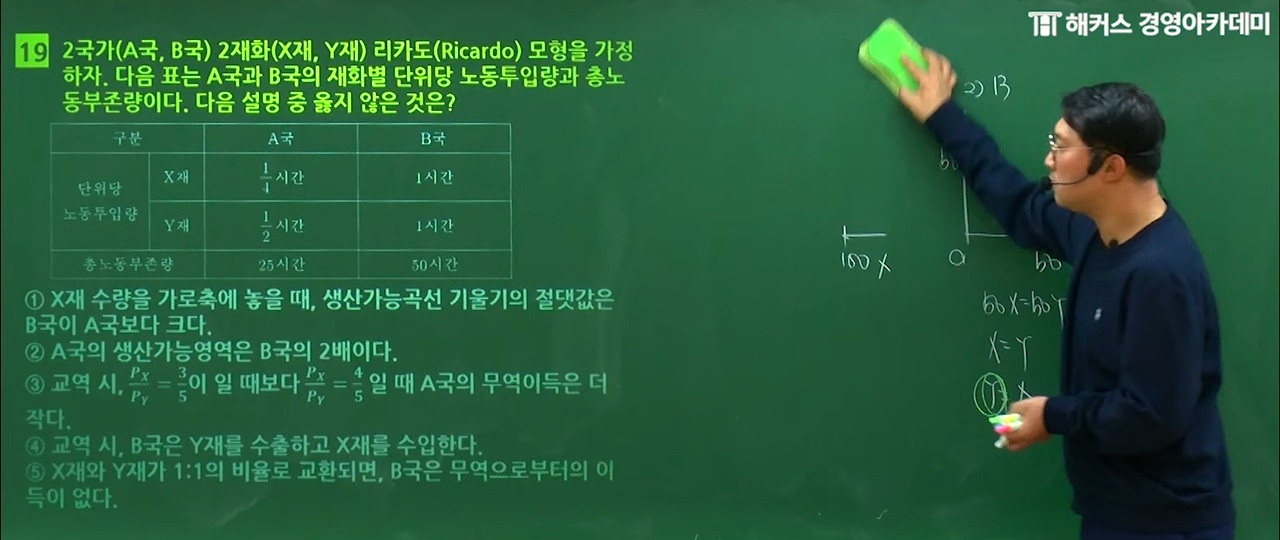 해커스 경영아카데미
19 2국가(A국, B국) 2재화(X재, Y재) 리카도(Ricardo) 모형을 가정
하자. 다음 표는 A국과 B국의 재화별 단위당 노동투입량과 총노
동부존량이다. 다음 설명 중 옳지 않은 것은?
구분 A국 B국
단위당 노동투입량 X재 1/4시간 1시간
Y재 1/2시간 1시간
총노동부존량 25시간 50시간
① X재 수량을 가로축에 놓을 때, 생산가능곡선 기울기의 절댓값은
B국이 A국보다 크다.
② A국의 생산가능영역은 B국의 2배이다.
③ 교역 시, P_X/P_Y = 3/5이 일 때보다 P_X/P_Y = 4/5 일 때 A국의 무역이득은 더
작다.
④ 교역 시, B국은 Y재를 수출하고 X재를 수입한다.
⑤ X재와 Y재가 1:1의 비율로 교환되면, B국은 무역으로부터의 이
득이 없다.
2) B
50
100 X
0
50
50X=50Y
X=Y